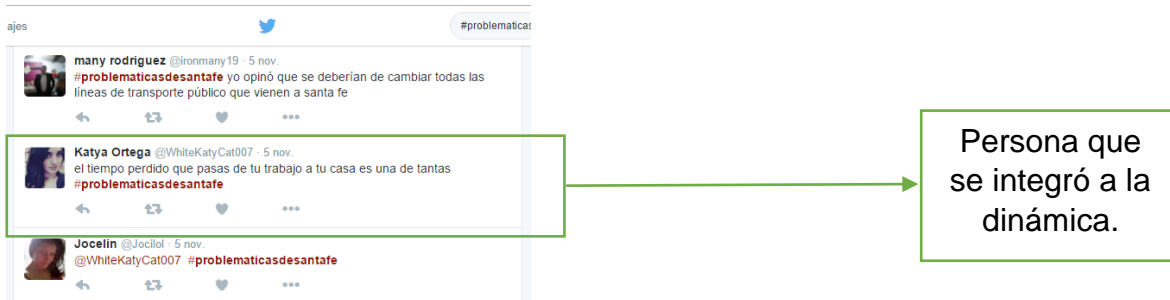 ajes
#problematicas
many rodriguez @ironmany19 · 5 nov.
#problematicasdesantafe yo opinó que se deberían de cambiar todas las
líneas de transporte público que vienen a santa fe
Katya Ortega @WhiteKatyCat007 · 5 nov.
el tiempo perdido que pasas de tu trabajo a tu casa es una de tantas
#problematicasdesantafe
Jocelin @Jocilol · 5 nov.
@WhiteKatyCat007 #problematicasdesantafe
Persona que
se integró a la
dinámica.